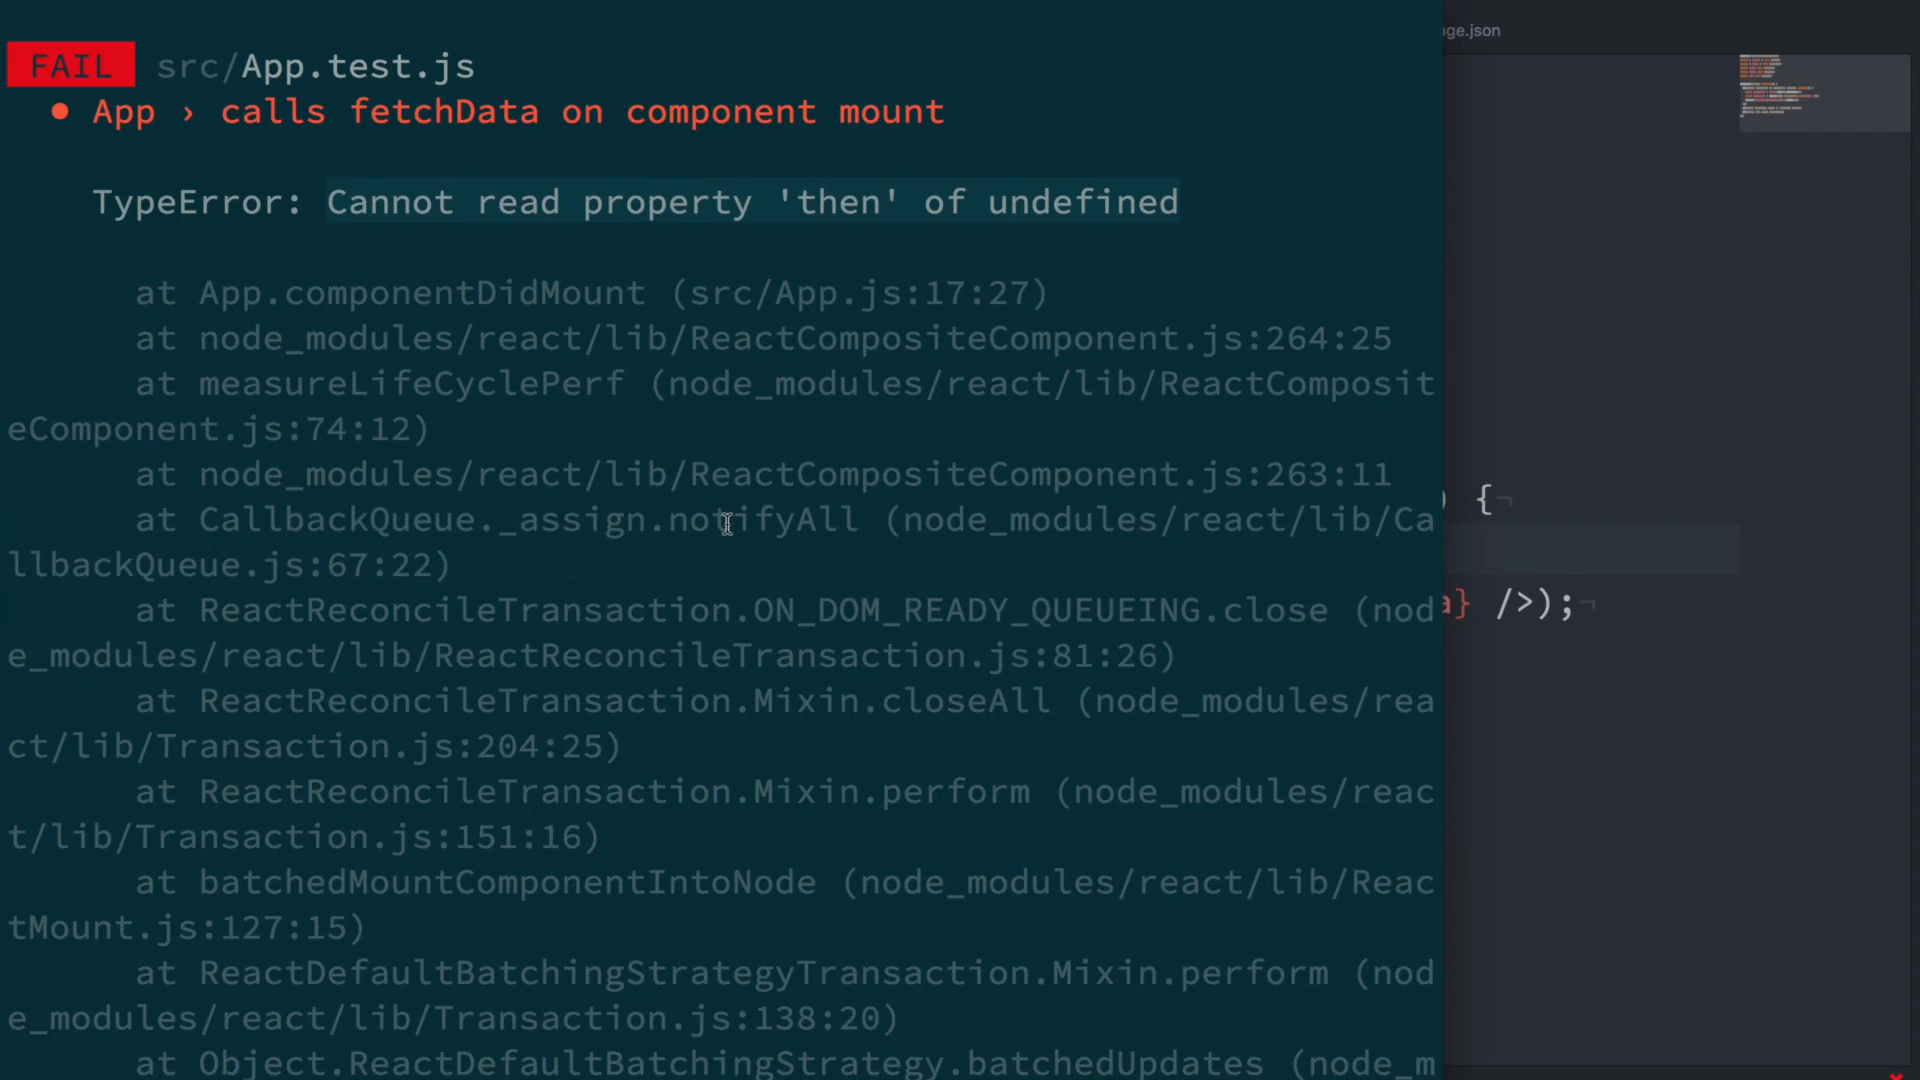 FAIL src/App.test.js
● App › calls fetchData on component mount
TypeError: Cannot read property 'then' of undefined
at App.componentDidMount (src/App.js:17:27)
at node_modules/react/lib/ReactCompositeComponent.js:264:25
at measureLifeCyclePerf (node_modules/react/lib/ReactComposit
eComponent.js:74:12)
at node_modules/react/lib/ReactCompositeComponent.js:263:11
at CallbackQueue._assign.notifyAll (node_modules/react/lib/Ca
llbackQueue.js:67:22)
at ReactReconcileTransaction.ON_DOM_READY_QUEUEING.close (nod
e_modules/react/lib/ReactReconcileTransaction.js:81:26)
at ReactReconcileTransaction.Mixin.closeAll (node_modules/rea
ct/lib/Transaction.js:204:25)
at ReactReconcileTransaction.Mixin.perform (node_modules/reac
t/lib/Transaction.js:151:16)
at batchedMountComponentIntoNode (node_modules/react/lib/Reac
tMount.js:127:15)
at ReactDefaultBatchingStrategyTransaction.Mixin.perform (nod
e_modules/react/lib/Transaction.js:138:20)
at Object.ReactDefaultBatchingStrategy.batchedUpdates (node_m
age.json
) {¬
a} />);¬